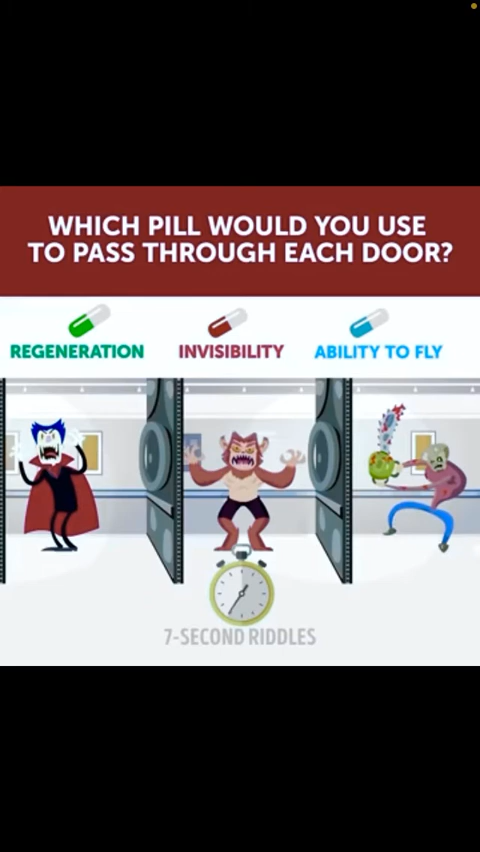 WHICH PILL WOULD YOU USE
TO PASS THROUGH EACH DOOR?
REGENERATION INVISIBILITY ABILITY TO FLY
7-SECOND RIDDLES